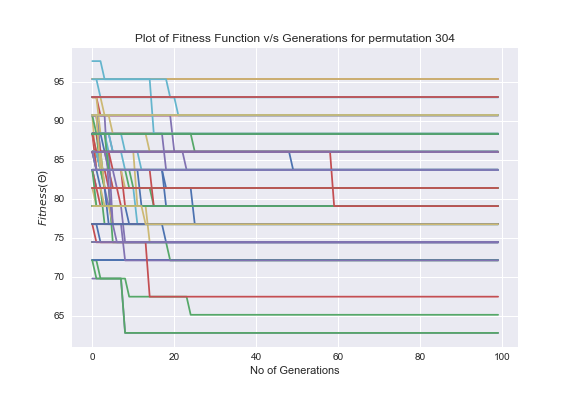 Plot of Fitness Function v/s Generations for permutation 304
Fitness(Θ)
95
90
85
80
75
70
65
0 20 40 60 80 100
No of Generations